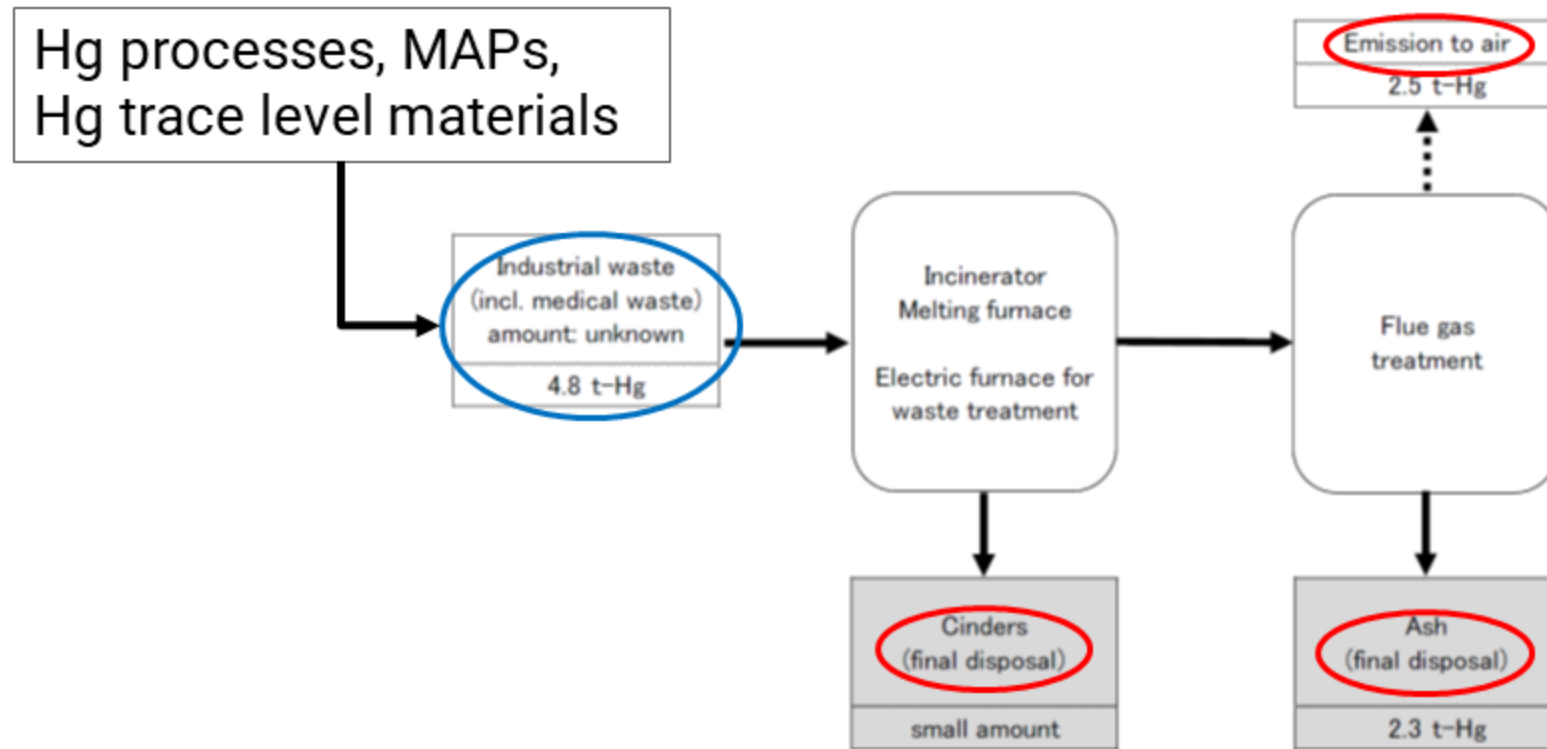 Hg processes, MAPs,
Hg trace level materials
Emission to air
2.5 t-Hg
Industrial waste
(incl. medical waste)
amount: unknown
4.8 t-Hg
Incinerator
Melting furnace
Electric furnace for
waste treatment
Flue gas
treatment
Cinders
(final disposal)
small amount
Ash
(final disposal)
2.3 t-Hg